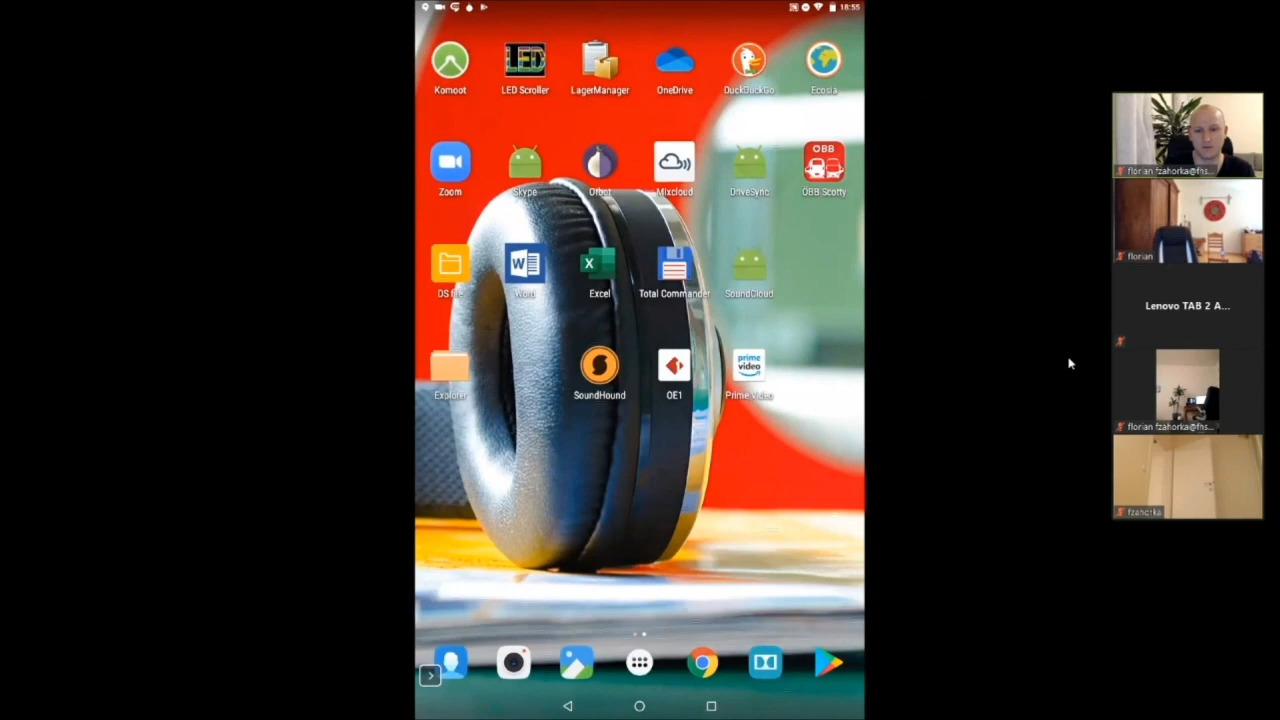 18:55
LED
Komoot
LED Scroller
LagerManager
OneDrive
DuckDuckGo
Ecosia
ÖBB
Zoom
Skype
Orbot
Mixcloud
DriveSync
ÖBB Scotty
W
X
DS file
Word
Excel
Total Commander
SoundCloud
prime
video
Explorer
SoundHound
OE1
Prime Video
florian fzahorka@fhs...
florian
Lenovo TAB 2 A...
florian fzahorka@fhs...
fzahorka